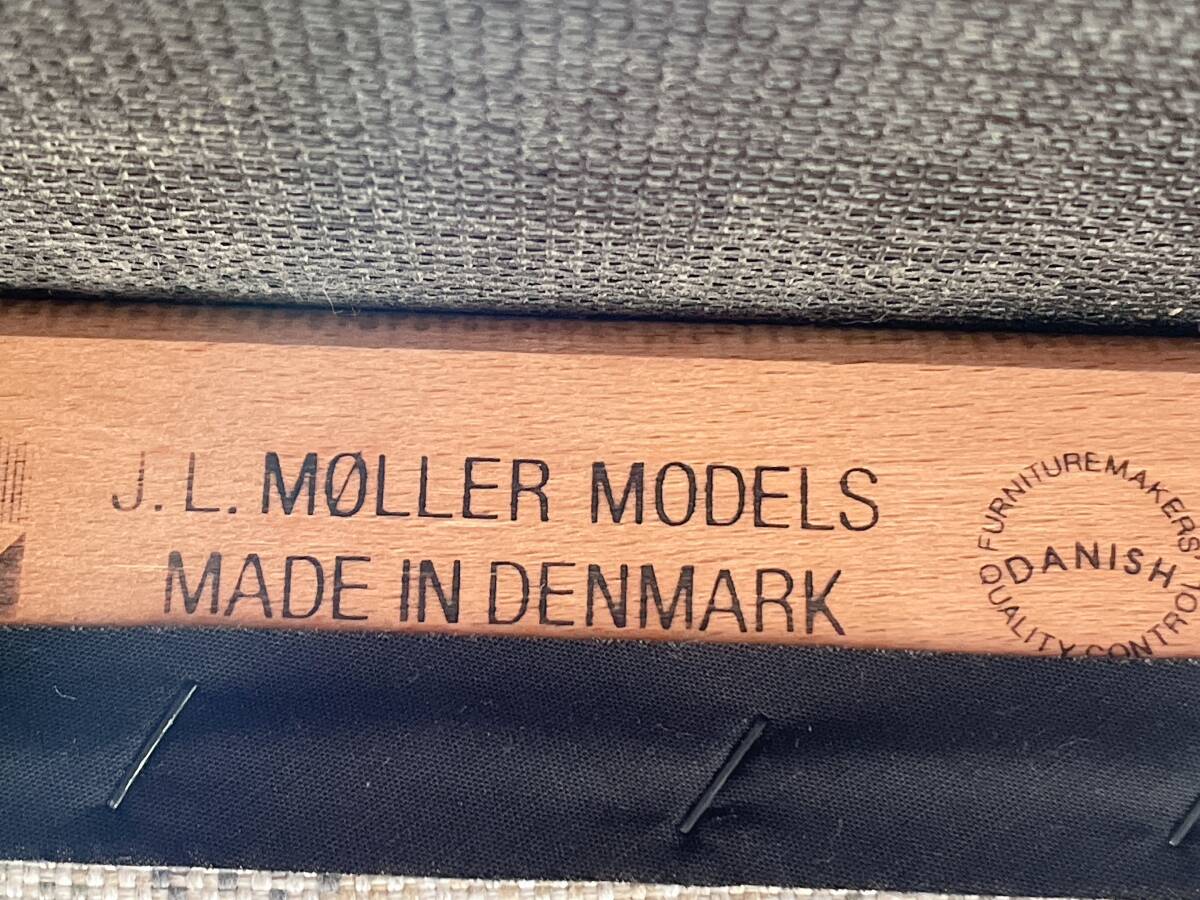 J.L. MØLLER MODELS
MADE IN DENMARK
FURNITUREMAKERS
DANISH
QUALITY CONTROL